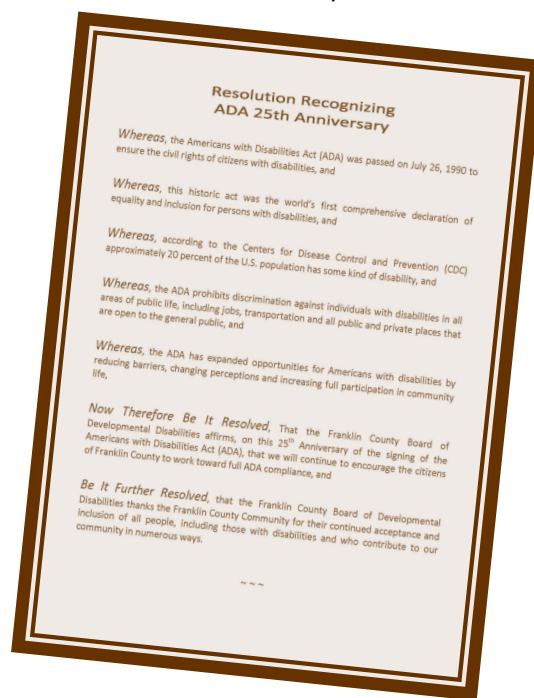 Resolution Recognizing
ADA 25th Anniversary
Whereas, the Americans with Disabilities Act (ADA) was passed on July 26, 1990 to
ensure the civil rights of citizens with disabilities, and
Whereas, this historic act was the world's first comprehensive declaration of
equality and inclusion for persons with disabilities, and
Whereas, according to the Centers for Disease Control and Prevention (CDC)
approximately 20 percent of the U.S. population has some kind of disability, and
Whereas, the ADA prohibits discrimination against individuals with disabilities in all
areas of public life, including jobs, transportation and all public and private places that
are open to the general public, and
Whereas, the ADA has expanded opportunities for Americans with disabilities by
reducing barriers, changing perceptions and increasing full participation in community
life,
Now Therefore Be It Resolved, That the Franklin County Board of
Developmental Disabilities affirms, on this 25th Anniversary of the signing of the
Americans with Disabilities Act (ADA), that we will continue to encourage the citizens
of Franklin County to work toward full ADA compliance, and
Be It Further Resolved, that the Franklin County Board of Developmental
Disabilities thanks the Franklin County Community for their continued acceptance and
inclusion of all people, including those with disabilities and who contribute to our
community in numerous ways.
~ ~ ~